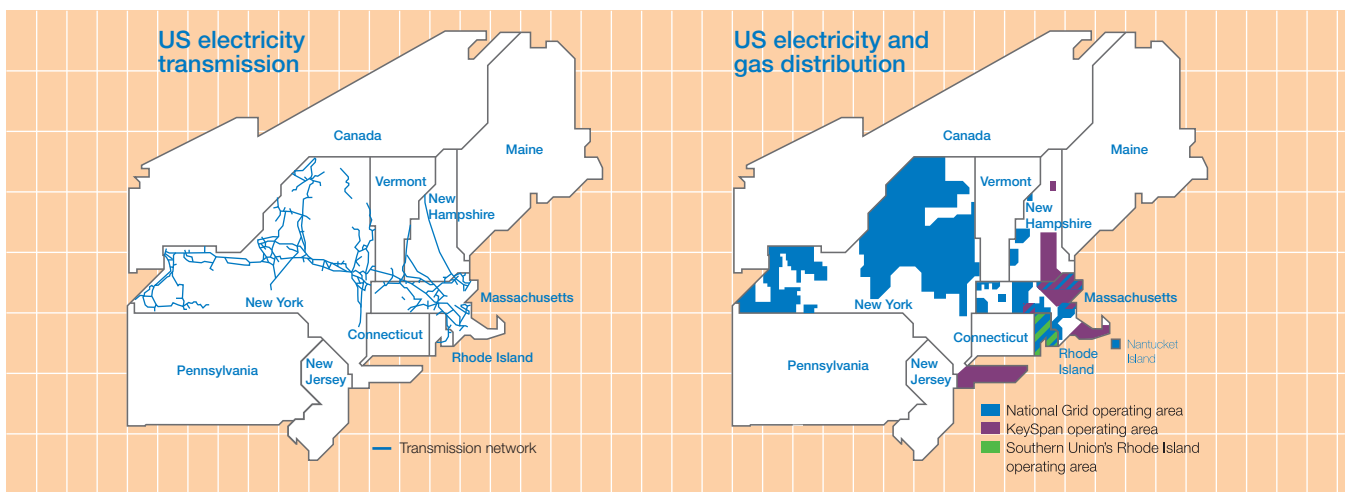 US electricity
transmission
Canada
Maine
Vermont
New
Hampshire
New York
Massachusetts
Connecticut
Rhode Island
Pennsylvania
New
Jersey
Transmission network
US electricity and
gas distribution
Canada
Maine
Vermont
New
Hampshire
New York
Massachusetts
Connecticut
Nantucket
Island
Rhode
Island
Pennsylvania
New
Jersey
National Grid operating area
KeySpan operating area
Southern Union's Rhode Island
operating area